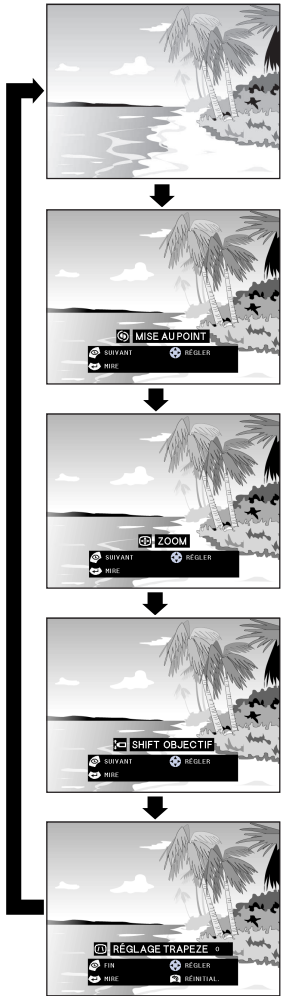 MISE AU POINT
SUIVANT RÉGLER
MIRE
ZOOM
SUIVANT RÉGLER
MIRE
SHIFT OBJECTIF
SUIVANT RÉGLER
MIRE
RÉGLAGE TRAPEZE 0
FIN RÉGLER
MIRE RÉINITIAL.